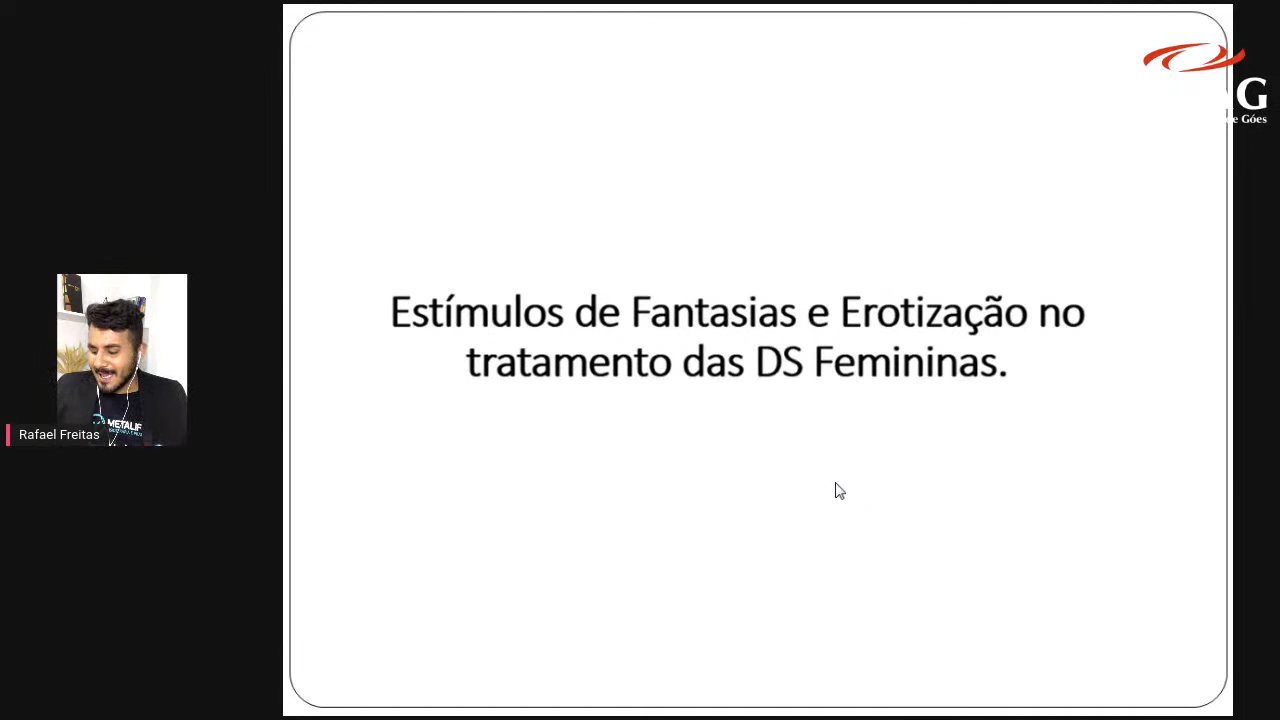 G
e Góes
Estímulos de Fantasias e Erotização no
tratamento das DS Femininas.
METALIF
Rafael Freitas